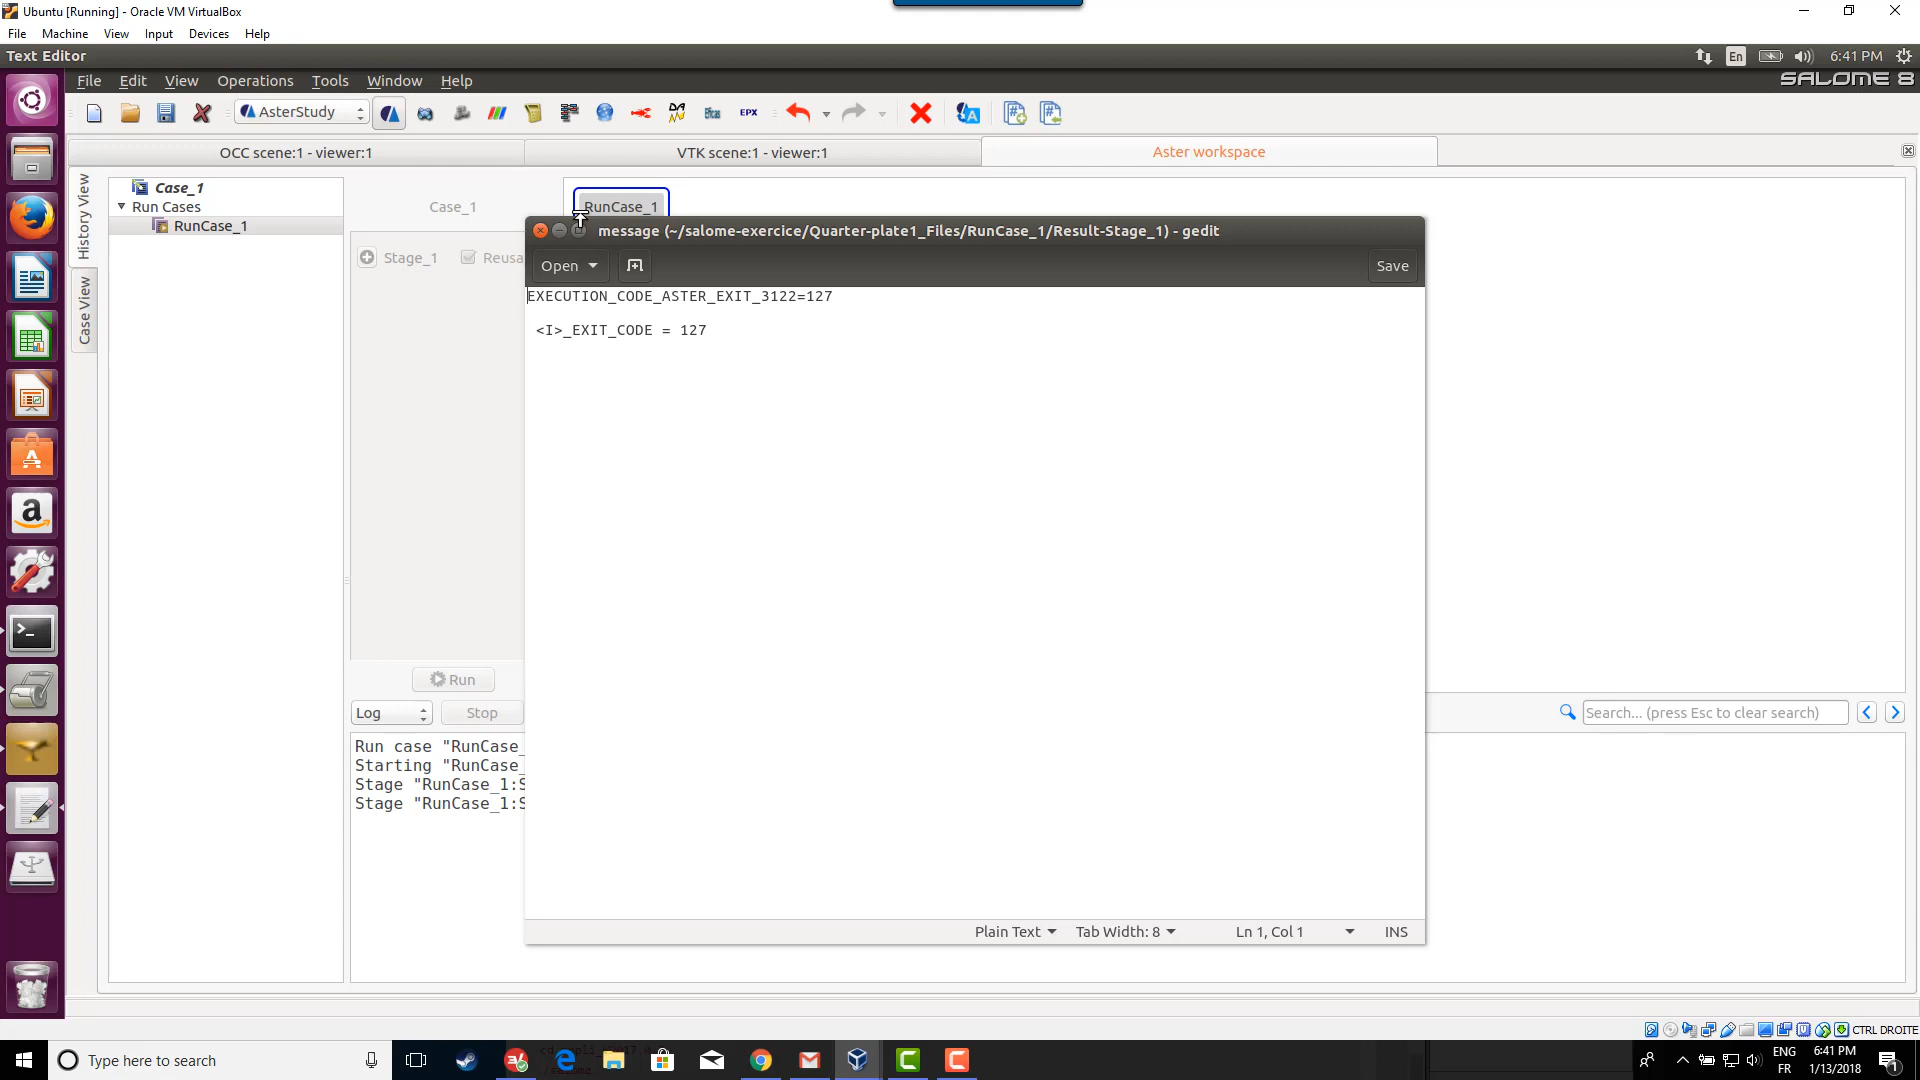 Ubuntu [Running] - Oracle VM VirtualBox
File Machine View Input Devices Help
Text Editor
En
6:41 PM
File Edit View Operations Tools Window Help
SALOME 8
AsterStudy
EPX
OCC scene:1 - viewer:1
VTK scene:1 - viewer:1
Aster workspace
History View
Case View
Case_1
Run Cases
RunCase_1
Case_1
RunCase_1
Stage_1
Reusa
message (~/salome-exercice/Quarter-plate1_Files/RunCase_1/Result-Stage_1) - gedit
Open
Save
EXECUTION_CODE_ASTER_EXIT_3122=127
<I>_EXIT_CODE = 127
Run
Log
Stop
Search... (press Esc to clear search)
Run case "RunCase_
Starting "RunCase_
Stage "RunCase_1:S
Stage "RunCase_1:S
Plain Text
Tab Width: 8
Ln 1, Col 1
INS
CTRL DROITE
Type here to search
ENG
FR
6:41 PM
1/13/2018
1